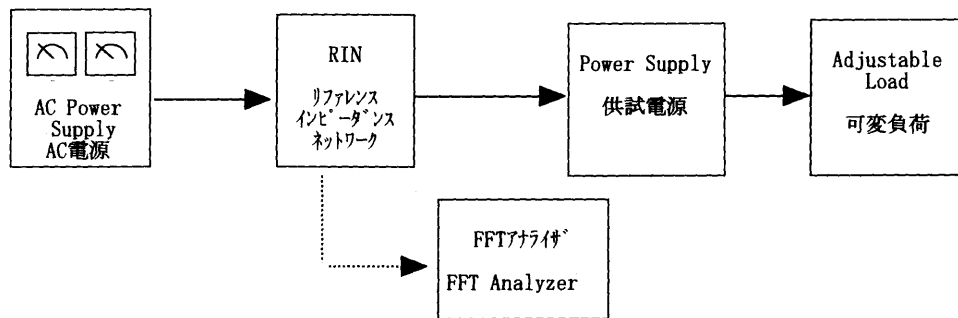 AC Power
Supply
AC電源
RIN
リファレンス
インピーダンス
ネットワーク
Power Supply
供試電源
Adjustable
Load
可変負荷
FFTアナライザ
FFT Analyzer